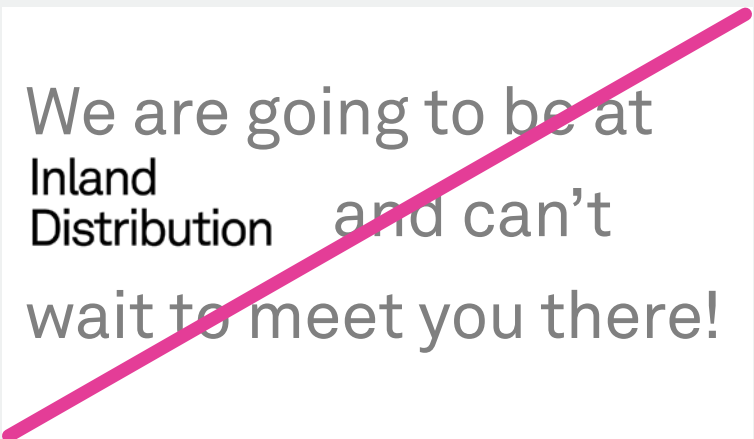 We are going to be at
Inland
Distribution and can’t
wait to meet you there!